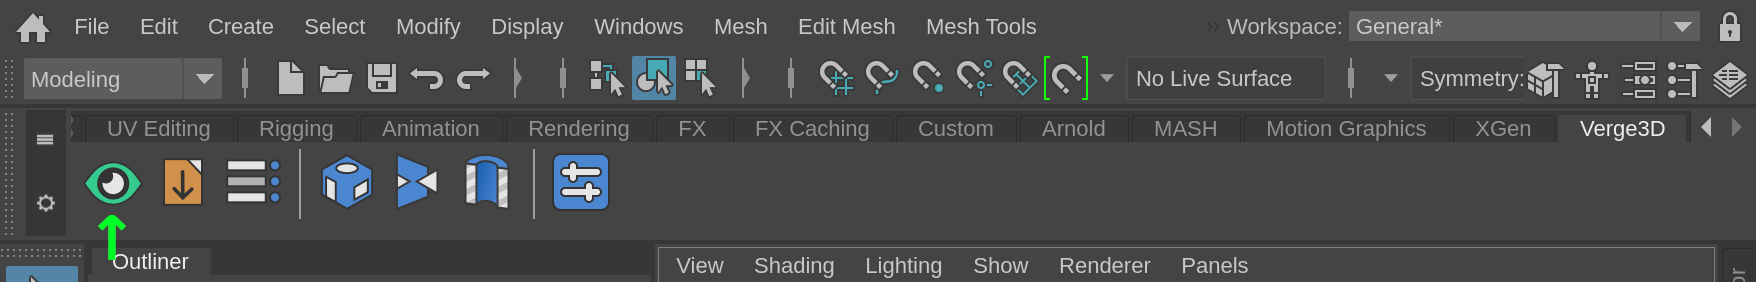 File Edit Create Select Modify Display Windows Mesh Edit Mesh Mesh Tools Workspace: General*
Modeling No Live Surface Symmetry:
UV Editing Rigging Animation Rendering FX FX Caching Custom Arnold MASH Motion Graphics XGen Verge3D
Outliner
View Shading Lighting Show Renderer Panels